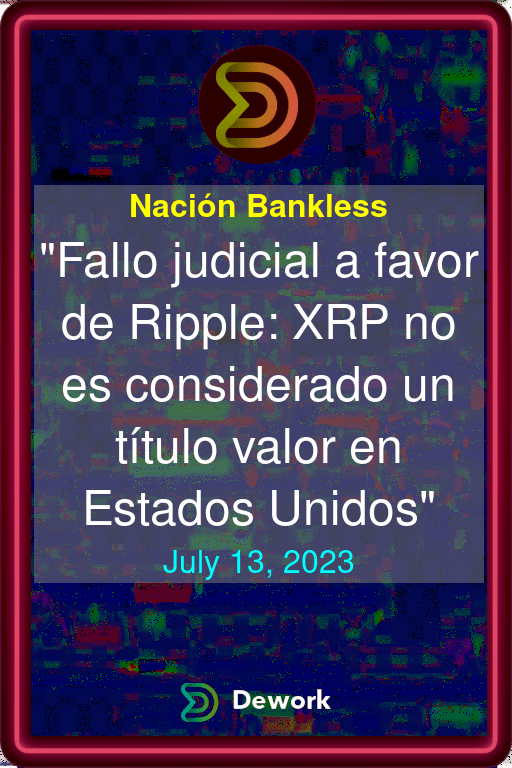 Nación Bankless
"Fallo judicial a favor
de Ripple: XRP no
es considerado un
título valor en
Estados Unidos"
July 13, 2023
Dework